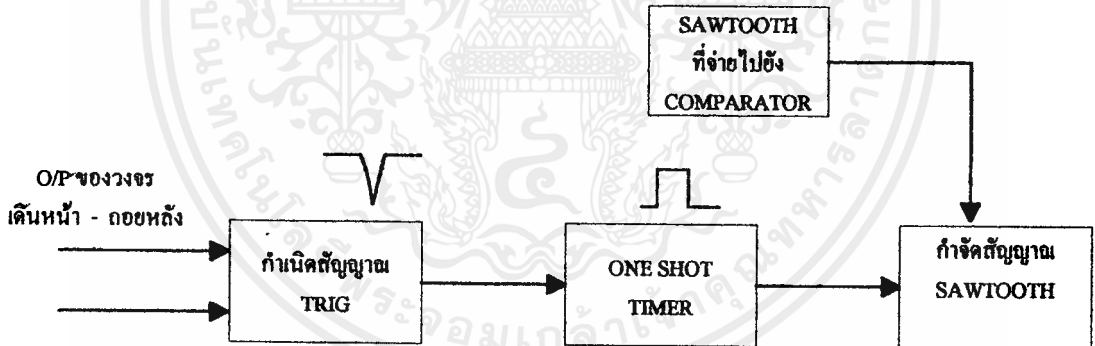 SAWTOOTH
ที่จ่ายไปยัง
COMPARATOR
O/P ของวงจร
เดินหน้า - ถอยหลัง
กำเนิดสัญญาณ
TRIG
ONE SHOT
TIMER
กำจัดสัญญาณ
SAWTOOTH